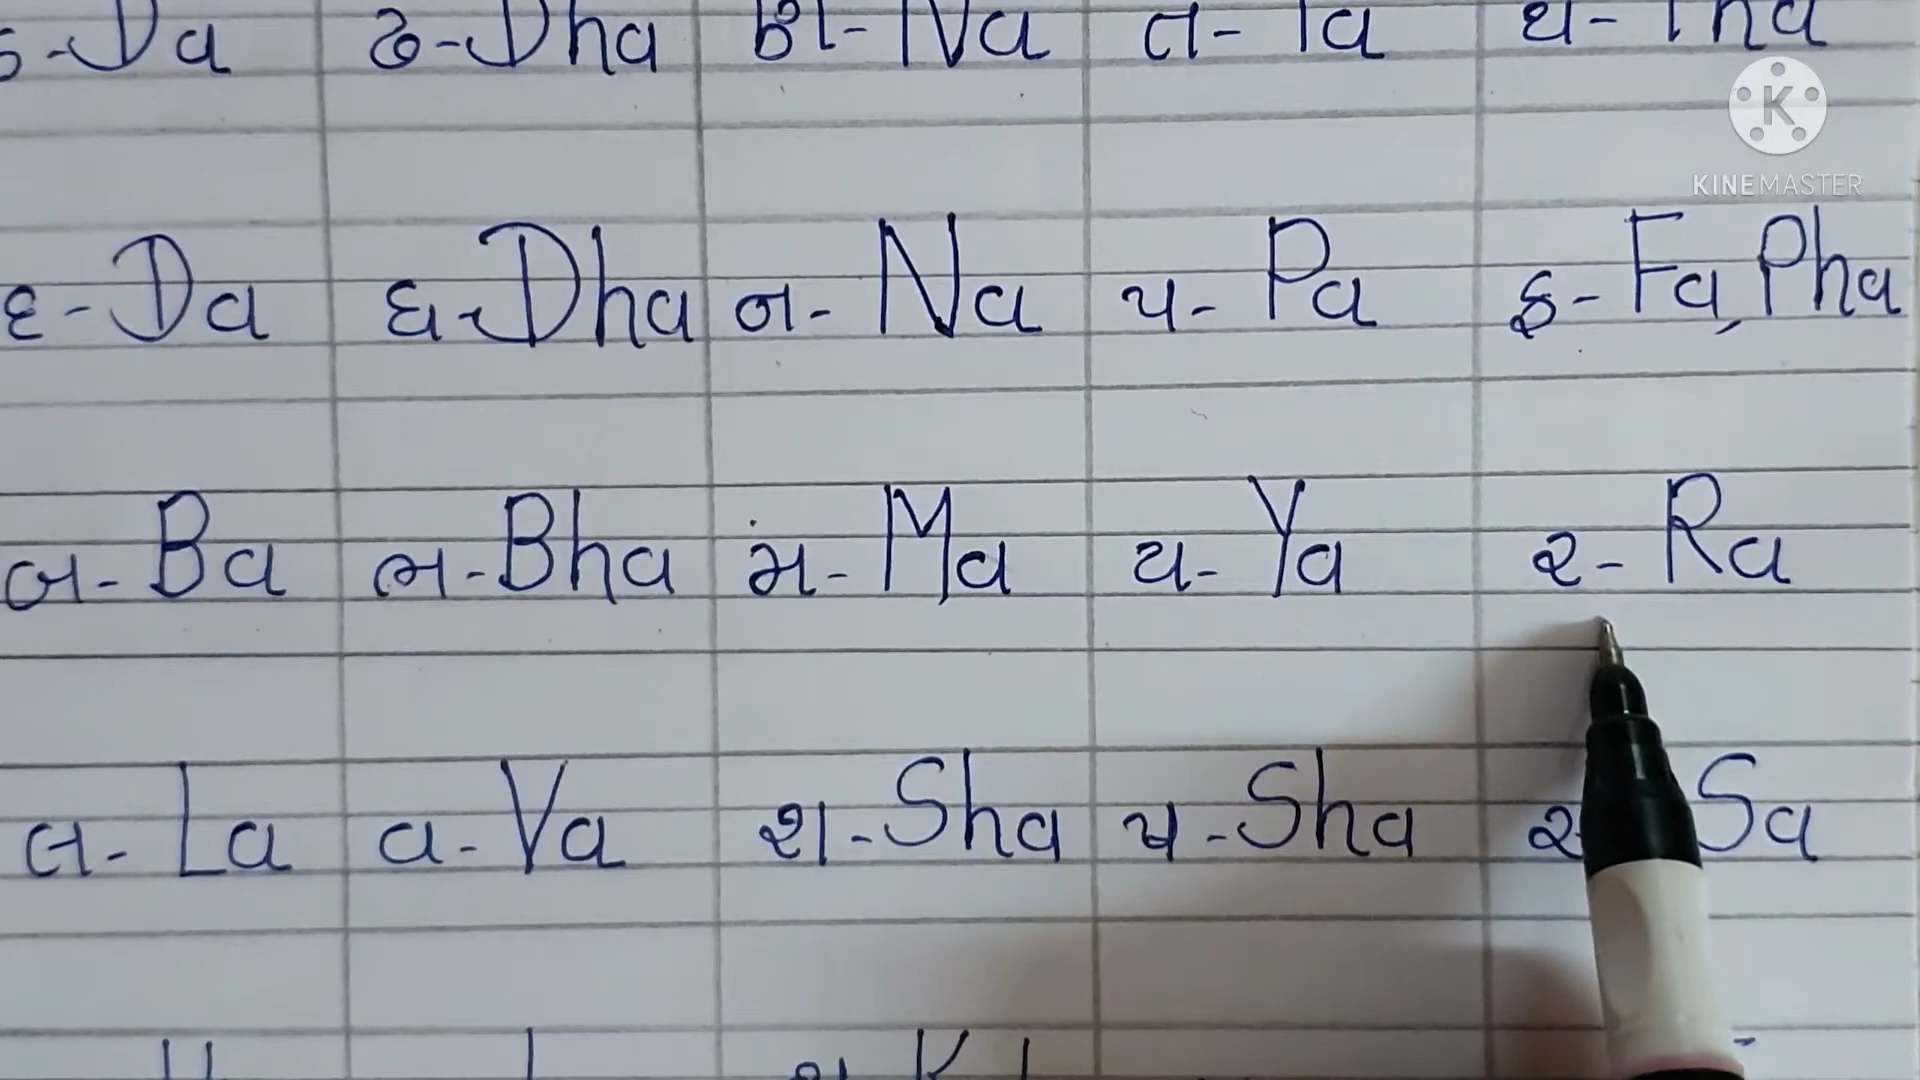 ડ-Da ઢ-Dha ણ-Na ત-Ta થ-Tha
KINEMASTER
દ-Da ધ-Dha ન-Na પ-Pa ફ-Fa, Pha
બ-Ba ભ-Bha મ-Ma ય-Ya ર-Ra
લ-La વ-Va શ-Sha ષ-Sha સ Sa